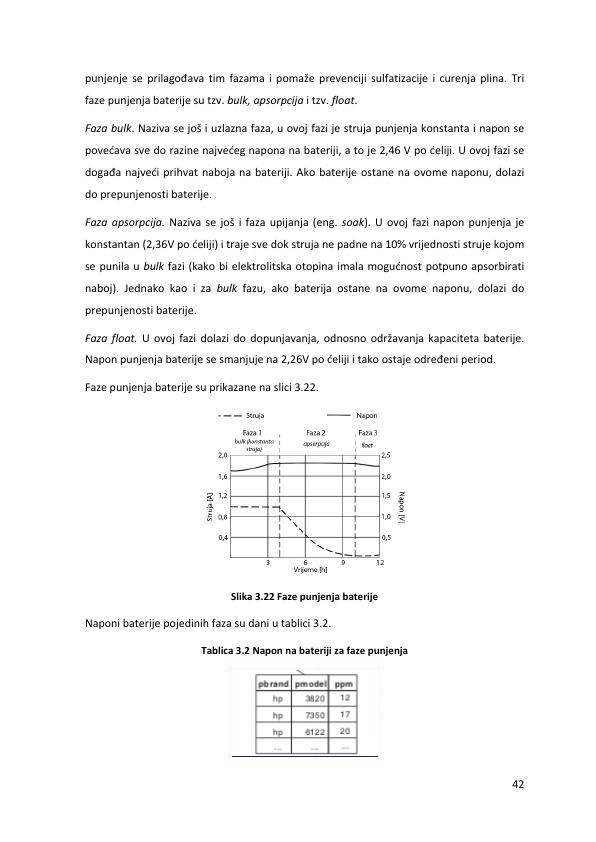 punjenje se prilagođava tim fazama i pomaže prevenciji sulfatizacije i curenja plina. Tri
faze punjenja baterije su tzv. bulk, apsorpcija i tzv. float.
Faza bulk. Naziva se još i uzlazna faza, u ovoj fazi je struja punjenja konstanta i napon se
povećava sve do razine najvećeg napona na bateriji, a to je 2,46 V po ćeliji. U ovoj fazi se
događa najveći prihvat naboja na bateriji. Ako baterije ostane na ovome naponu, dolazi
do prepunjenosti baterije.
Faza apsorpcija. Naziva se još i faza upijanja (eng. soak). U ovoj fazi napon punjenja je
konstantan (2,36V po ćeliji) i traje sve dok struja ne padne na 10% vrijednosti struje kojom
se punila u bulk fazi (kako bi elektrolitska otopina imala mogućnost potpuno apsorbirati
naboj). Jednako kao i za bulk fazu, ako baterija ostane na ovome naponu, dolazi do
prepunjenosti baterije.
Faza float. U ovoj fazi dolazi do dopunjavanja, odnosno održavanja kapaciteta baterije.
Napon punjenja baterije se smanjuje na 2,26V po ćeliji i tako ostaje određeni period.
Faze punjenja baterije su prikazane na slici 3.22.
Struja Napon
Faza 1 Faza 2 Faza 3
bulk (konstanta apserpcija float
struja)
2,0 2,5
1,6 2,0
1,2 1,5
0,8 1,0
0,4 0,5
Struja [A]
Napon [V]
3 6 9 12
Vrijeme [h]
Slika 3.22 Faze punjenja baterije
Naponi baterije pojedinih faza su dani u tablici 3.2.
Tablica 3.2 Napon na bateriji za faze punjenja
pbrand pmodel ppm
hp 3820 12
hp 7350 17
hp 6122 20
.... .... ....
42